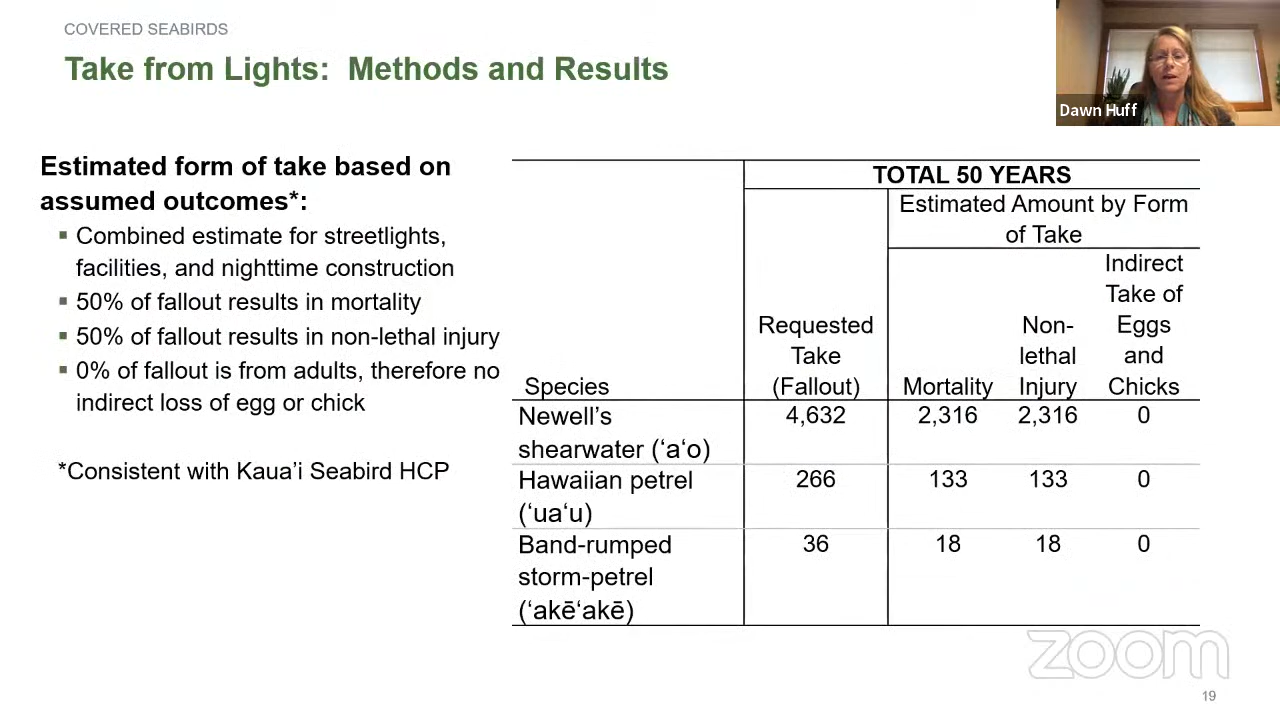 COVERED SEABIRDS
Take from Lights:  Methods and Results
Dawn Huff
Estimated form of take based on
assumed outcomes*:
▪ Combined estimate for streetlights,
facilities, and nighttime construction
▪ 50% of fallout results in mortality
▪ 50% of fallout results in non-lethal injury
▪ 0% of fallout is from adults, therefore no
indirect loss of egg or chick
*Consistent with Kaua’i Seabird HCP
TOTAL 50 YEARS
Estimated Amount by Form
of Take
Species
Requested
Take
(Fallout)
Mortality
Non-
lethal
Injury
Indirect
Take of
Eggs
and
Chicks
Newell’s
shearwater (ʻaʻo)
4,632
2,316
2,316
0
Hawaiian petrel
(ʻuaʻu)
266
133
133
0
Band-rumped
storm-petrel
(ʻakēʻakē)
36
18
18
0
zoom
19